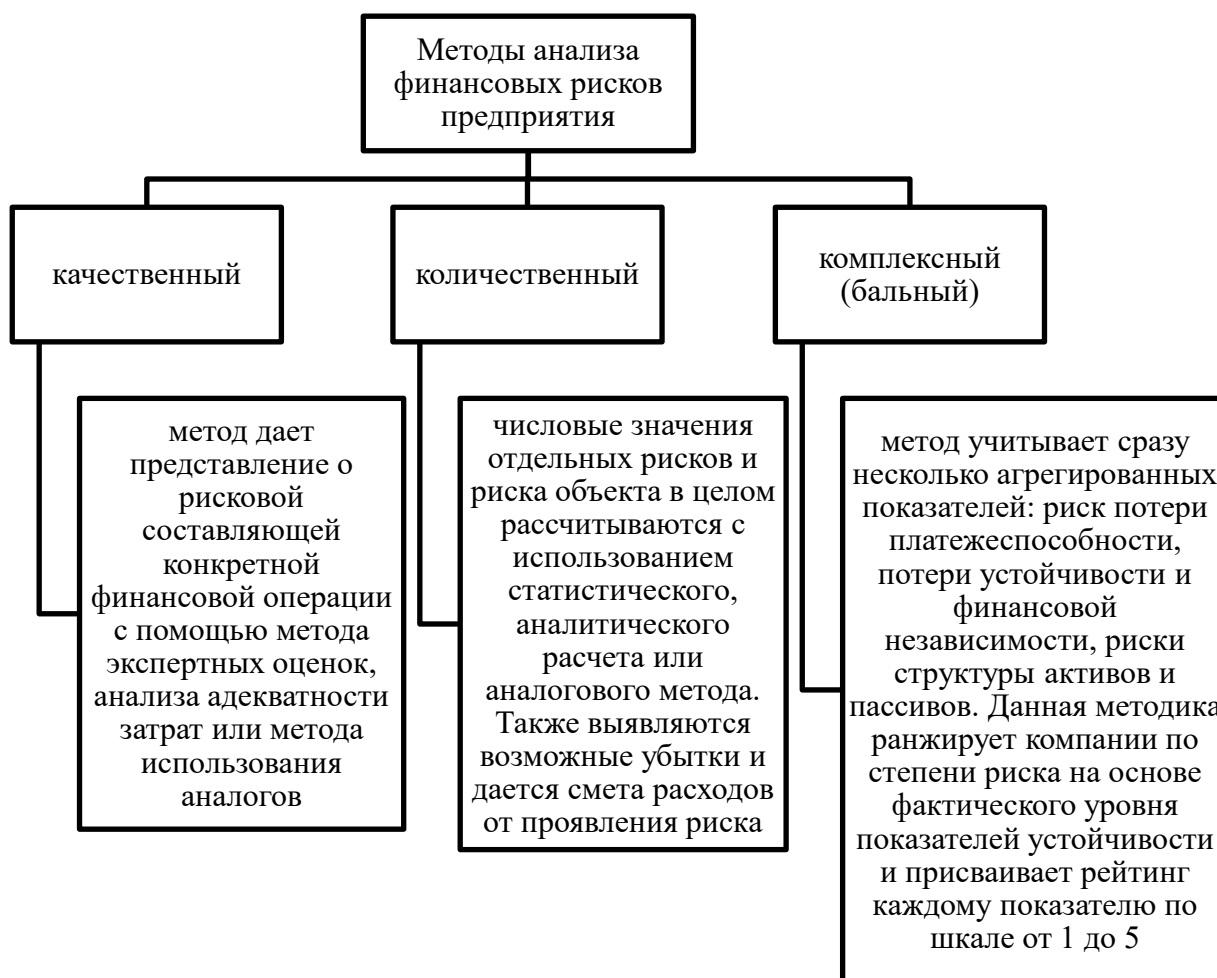 Методы анализа
финансовых рисков
предприятия
качественный
количественный
комплексный
(бальный)
метод дает
представление о
рисковой
составляющей
конкретной
финансовой операции
с помощью метода
экспертных оценок,
анализа адекватности
затрат или метода
использования
аналогов
числовые значения
отдельных рисков и
риска объекта в целом
рассчитываются с
использованием
статистического,
аналитического
расчета или
аналогового метода.
Также выявляются
возможные убытки и
дается смета расходов
от проявления риска
метод учитывает сразу
несколько агрегированных
показателей: риск потери
платежеспособности,
потери устойчивости и
финансовой
независимости, риски
структуры активов и
пассивов. Данная методика
ранжирует компании по
степени риска на основе
фактического уровня
показателей устойчивости
и присваивает рейтинг
каждому показателю по
шкале от 1 до 5